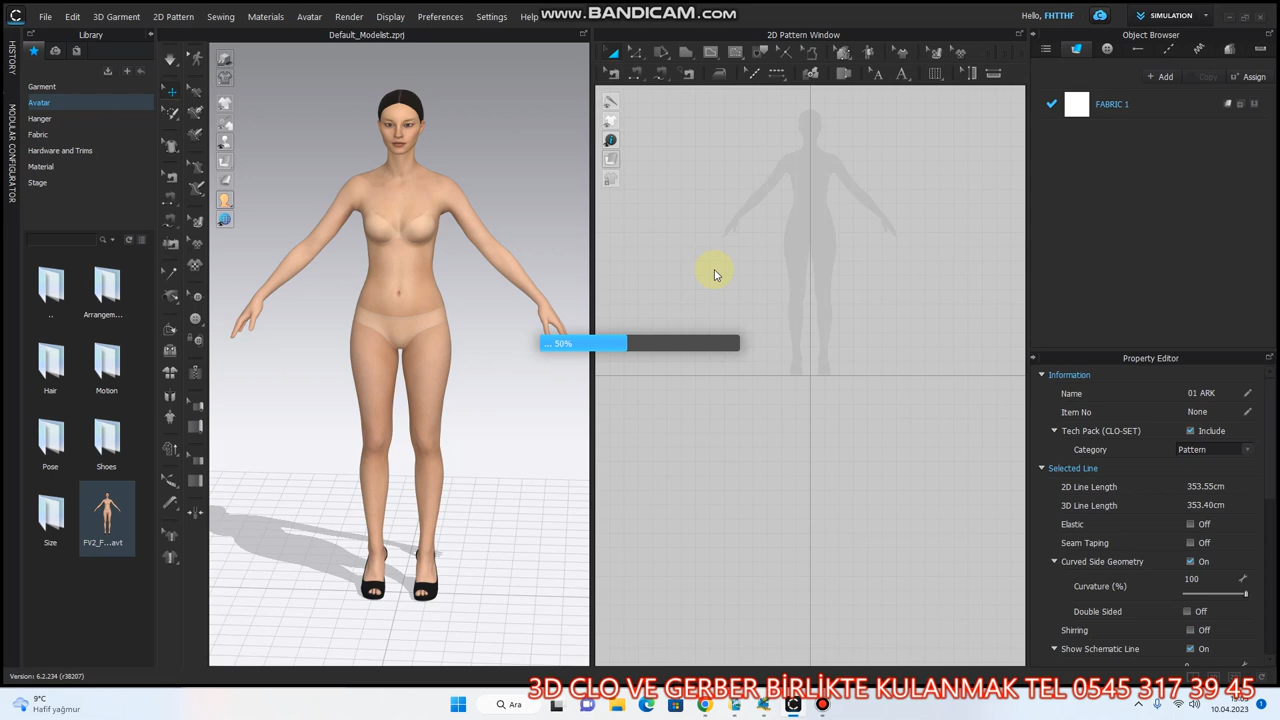 www.BANDICAM.com
File Edit 3D Garment 2D Pattern Sewing Materials Avatar Render Display Preferences Settings
Hello, FHTTHF
SIMULATION
HISTORY
MODULAR CONFIGURATOR
Library
Garment
Avatar
Hanger
Fabric
Hardware and Trims
Material
Stage
..
Arrangem...
Hair
Motion
Pose
Shoes
Size
FV2_F...avt
Default_Modelist.zprj
... 50%
2D Pattern Window
Object Browser
Add Copy Assign
FABRIC 1
Property Editor
Information
Name 01 ARK
Item No None
Tech Pack (CLO-SET) Include
Category Pattern
Selected Line
2D Line Length 353.55cm
3D Line Length 353.40cm
Elastic Off
Seam Taping Off
Curved Side Geometry On
Curvature (%) 100
Double Sided Off
Shirring Off
Show Schematic Line On
Version: 6.2.234 (r38207)
3D CLO VE GERBER BİRLİKTE KULANMAK TEL 0545 317 39 45
9°C
Hafif yağmur
Ara
10.04.2023